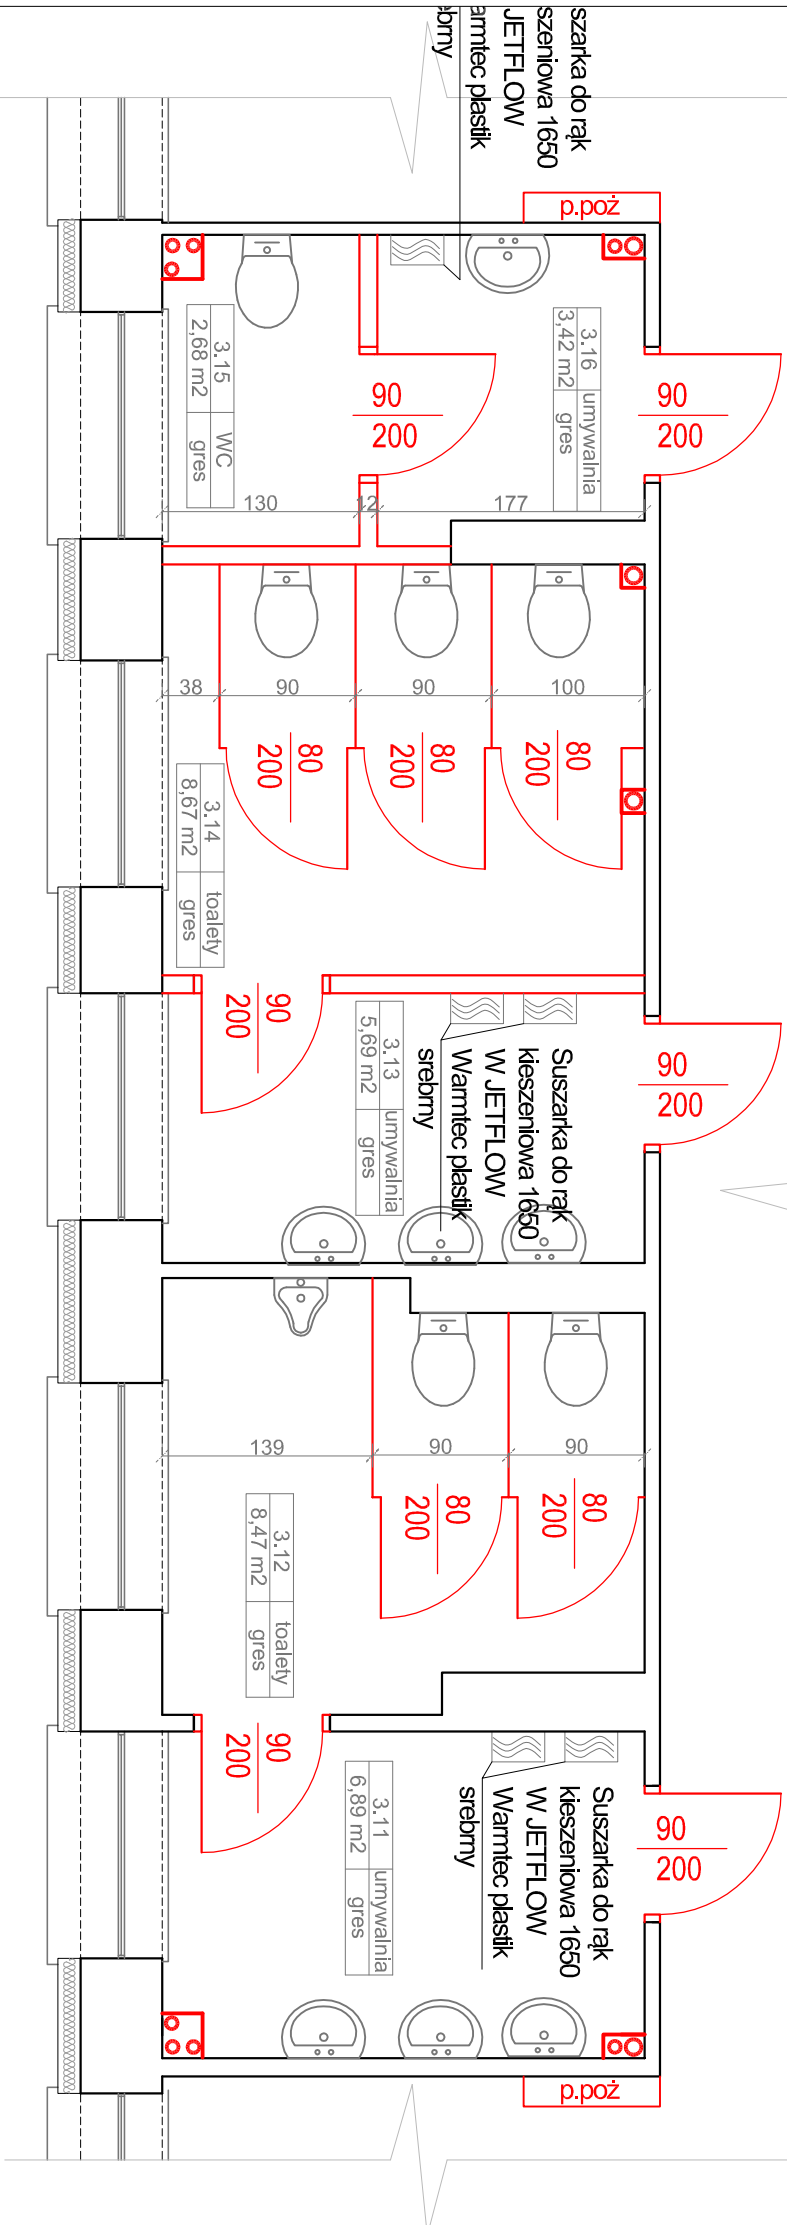 szarka do rąk
szeniowa 1650
JETFLOW
armtec plastik
ebrny
p.poż
3.16 umywalnia
3,42 m2 gres
90
200
3.15 WC
2,68 m2 gres
90
200
130
12
177
38
90
90
100
80
200
80
200
80
200
3.14 toalety
8,67 m2 gres
90
200
3.13 umywalnia
5,69 m2 gres
Suszarka do rąk
kieszeniowa 1650
W JETFLOW
Warmtec plastik
srebrny
90
200
139
90
90
80
200
80
200
3.12 toalety
8,47 m2 gres
90
200
3.11 umywalnia
6,89 m2 gres
Suszarka do rąk
kieszeniowa 1650
W JETFLOW
Warmtec plastik
srebrny
90
200
p.poż